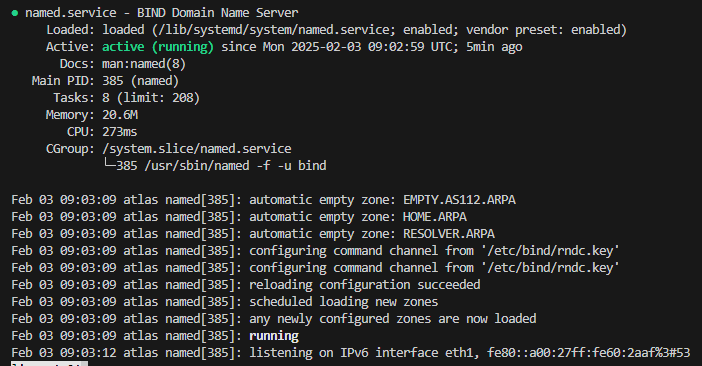 ● named.service - BIND Domain Name Server
Loaded: loaded (/lib/systemd/system/named.service; enabled; vendor preset: enabled)
Active: active (running) since Mon 2025-02-03 09:02:59 UTC; 5min ago
Docs: man:named(8)
Main PID: 385 (named)
Tasks: 8 (limit: 208)
Memory: 20.6M
CPU: 273ms
CGroup: /system.slice/named.service
└─385 /usr/sbin/named -f -u bind
Feb 03 09:03:09 atlas named[385]: automatic empty zone: EMPTY.AS112.ARPA
Feb 03 09:03:09 atlas named[385]: automatic empty zone: HOME.ARPA
Feb 03 09:03:09 atlas named[385]: automatic empty zone: RESOLVER.ARPA
Feb 03 09:03:09 atlas named[385]: configuring command channel from '/etc/bind/rndc.key'
Feb 03 09:03:09 atlas named[385]: configuring command channel from '/etc/bind/rndc.key'
Feb 03 09:03:09 atlas named[385]: reloading configuration succeeded
Feb 03 09:03:09 atlas named[385]: scheduled loading new zones
Feb 03 09:03:09 atlas named[385]: any newly configured zones are now loaded
Feb 03 09:03:09 atlas named[385]: running
Feb 03 09:03:12 atlas named[385]: listening on IPv6 interface eth1, fe80::a00:27ff:fe60:2aaf%3#53